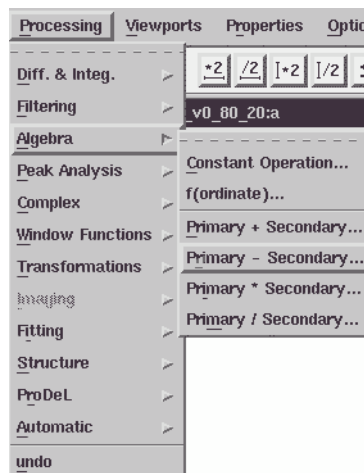 Processing Viewports Properties Optio
*2 /2 I*2 I/2
Diff. & Integ.
Filtering
_v0_80_20:a
Algebra
Peak Analysis
Constant Operation...
Complex
f(ordinate)...
Window Functions
Primary + Secondary...
Transformations
Primary - Secondary...
Imaging
Primary * Secondary...
Fitting
Primary / Secondary...
Structure
ProDeL
Automatic
undo